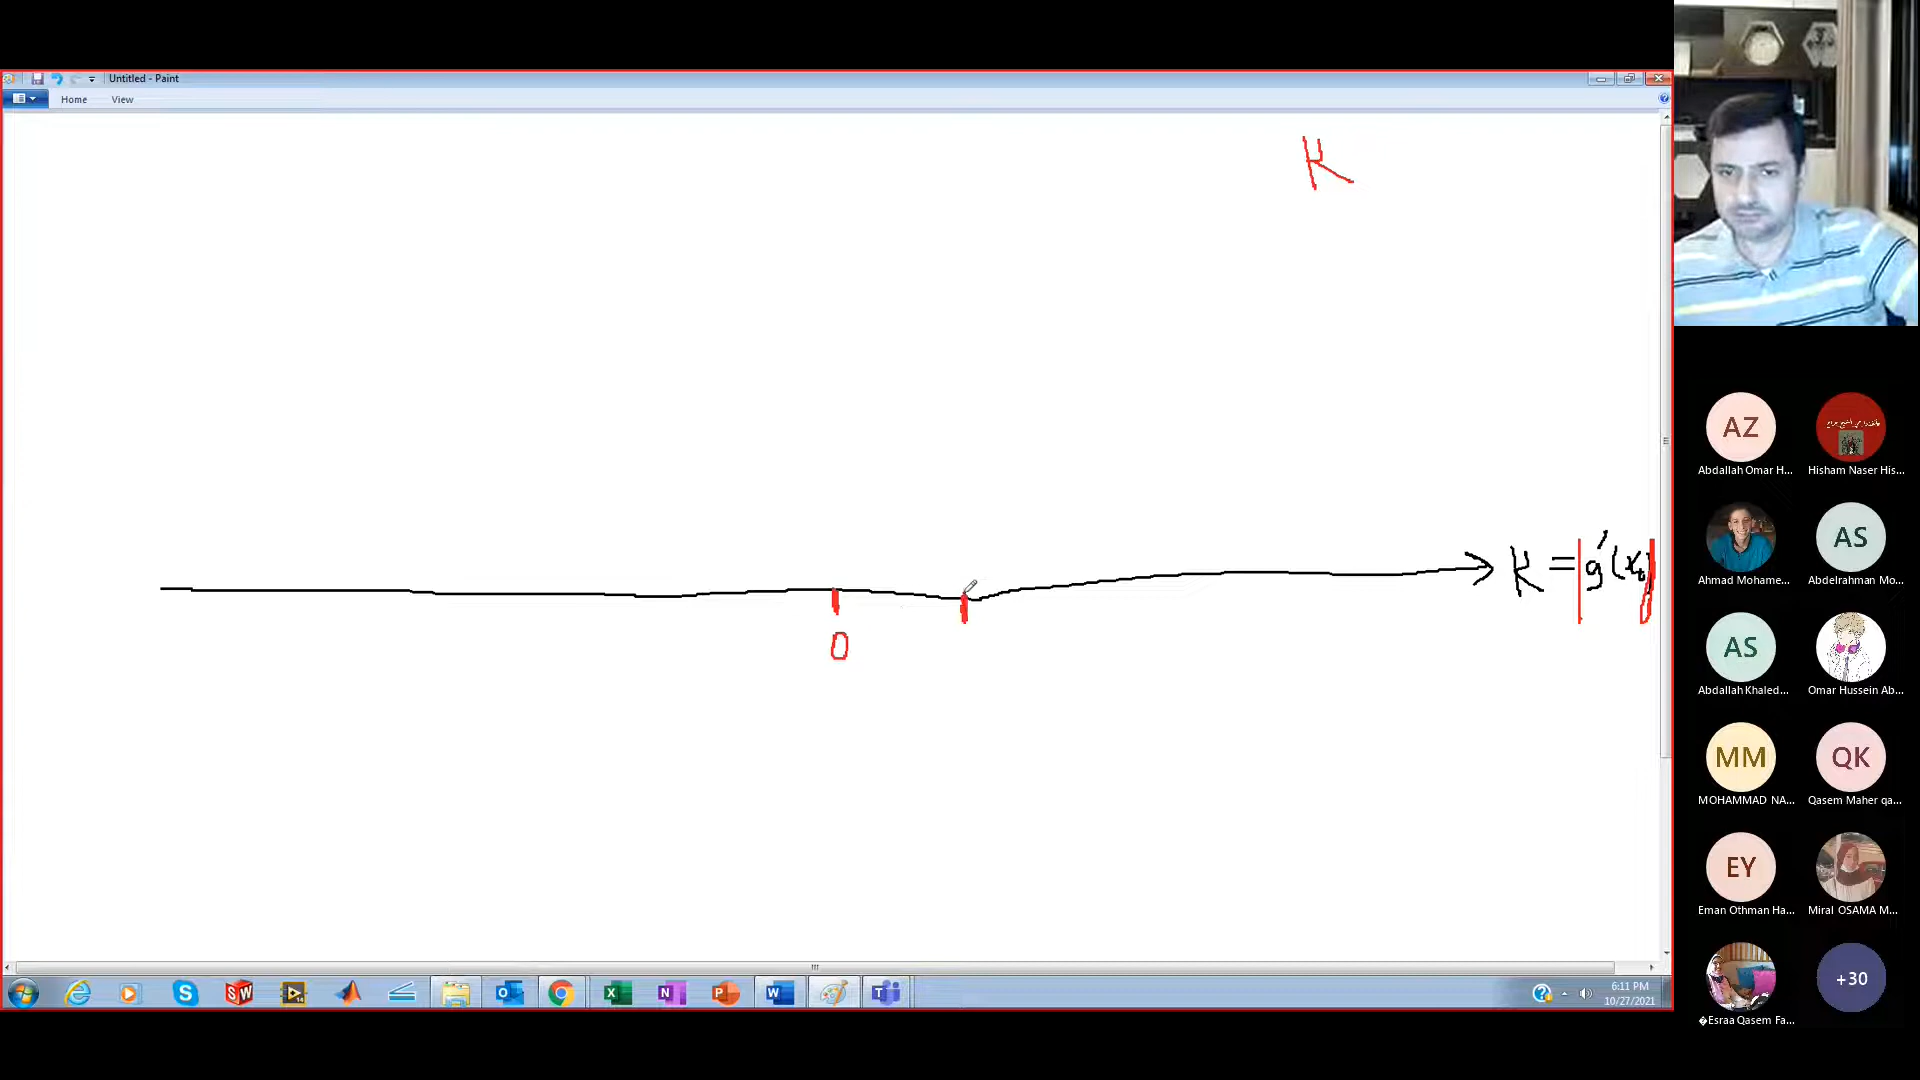 Untitled - Paint
Home
View
K
K = |g'(x₀)|
0
6:11 PM
10/27/2021
AZ
Abdallah Omar H...
Hisham Naser His...
Ahmad Mohame...
AS
Abdelrahman Mo...
AS
Abdallah Khaled...
Omar Hussein Ab...
MM
MOHAMMAD NA...
QK
Qasem Maher qa...
EY
Eman Othman Ha...
Miral OSAMA M...
�Esraa Qasem Fa...
+30